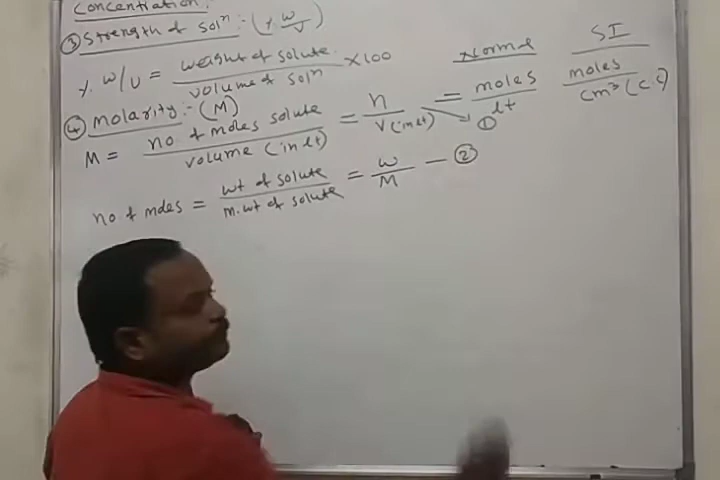 Concentration:
③ Strength of solⁿ :- (% w/v)
% w/v = weight of solute / volume of solⁿ ×100
Normal
SI
④ molarity :- (M)
M = no of moles solute / volume (in lt) = n / V (in lt) → ① = moles / lt
moles / cm³ (c.c)
no of moles = wt of solute / m.wt of solute = w / M — ②